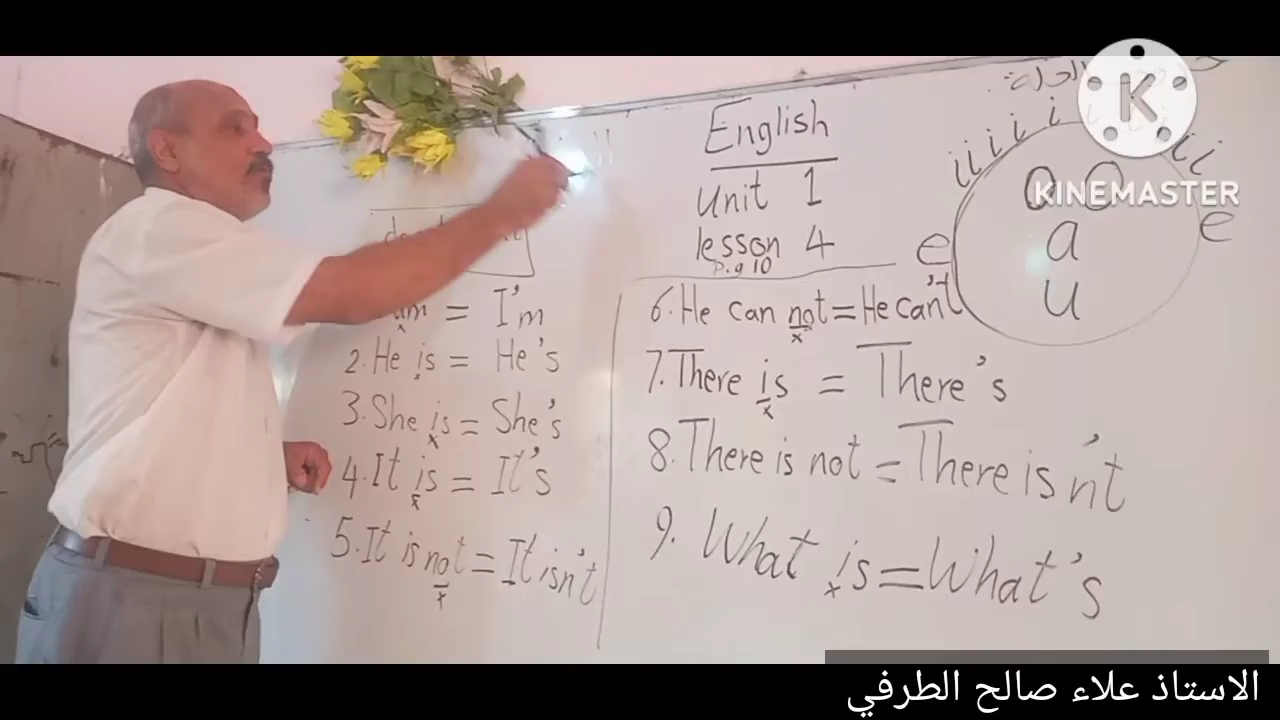 English
Unit 1
lesson 4
p.g 10
am = I'm
2. He is = He's
3. She is = She's
4. It is = It's
5. It is not = It isn't
6. He can not = He can't
7. There is = There's
8. There is not = There isn't
9. What is = What's
i i i i i i i
a
e e
a
u
KINEMASTER
الاستاذ علاء صالح الطرفي